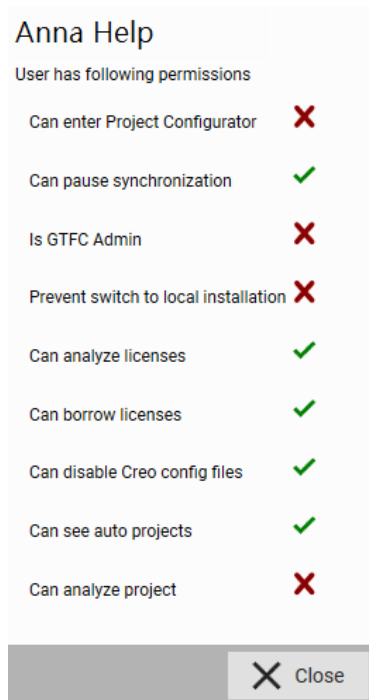 Anna Help
User has following permissions
Can enter Project Configurator
Can pause synchronization
Is GTFC Admin
Prevent switch to local installation
Can analyze licenses
Can borrow licenses
Can disable Creo config files
Can see auto projects
Can analyze project
Close